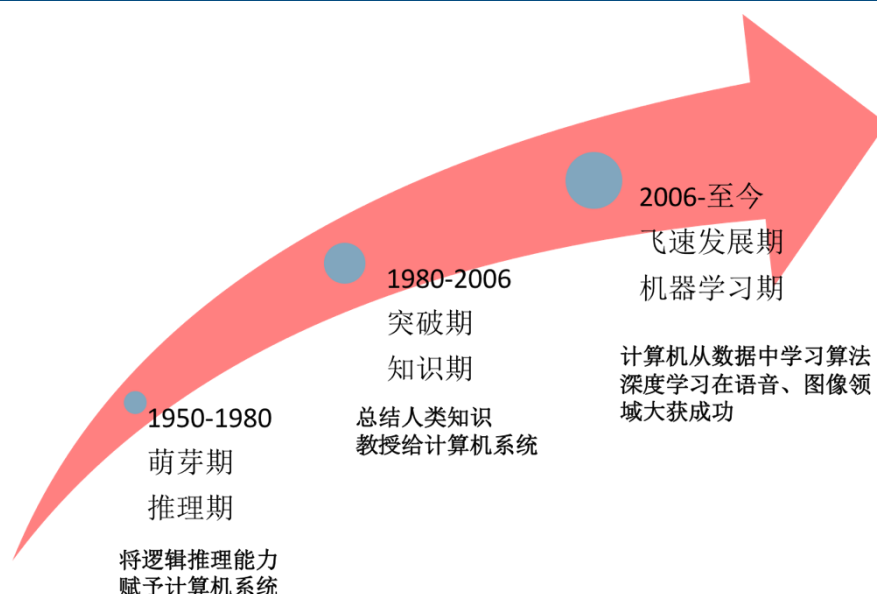 1950-1980
萌芽期
推理期
将逻辑推理能力
赋予计算机系统
1980-2006
突破期
知识期
总结人类知识
教授给计算机系统
2006-至今
飞速发展期
机器学习期
计算机从数据中学习算法
深度学习在语音、图像领
域大获成功